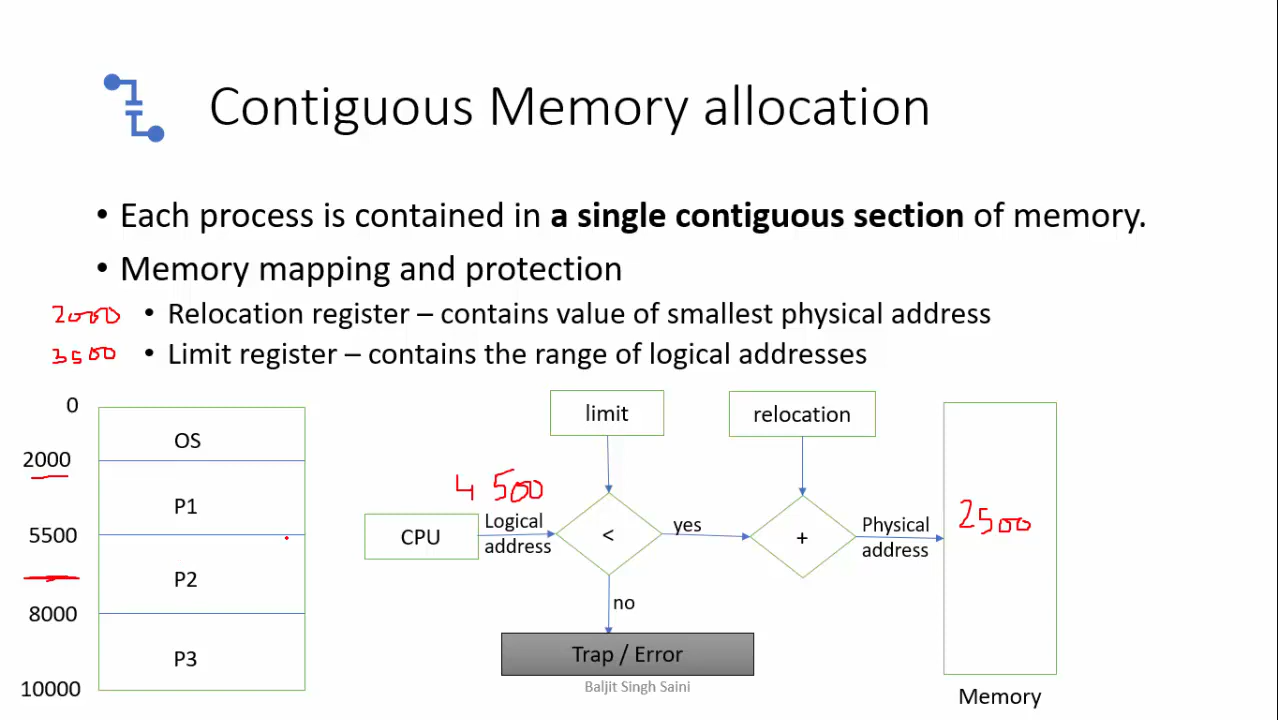 Contiguous Memory allocation
• Each process is contained in a single contiguous section of memory.
• Memory mapping and protection
2000 • Relocation register – contains value of smallest physical address
3500 • Limit register – contains the range of logical addresses
0
OS
2000
P1
5500
P2
8000
P3
10000
limit
relocation
4 500
CPU
Logical
address
<
yes
+
Physical
address
2500
no
Trap / Error
Baljit Singh Saini
Memory